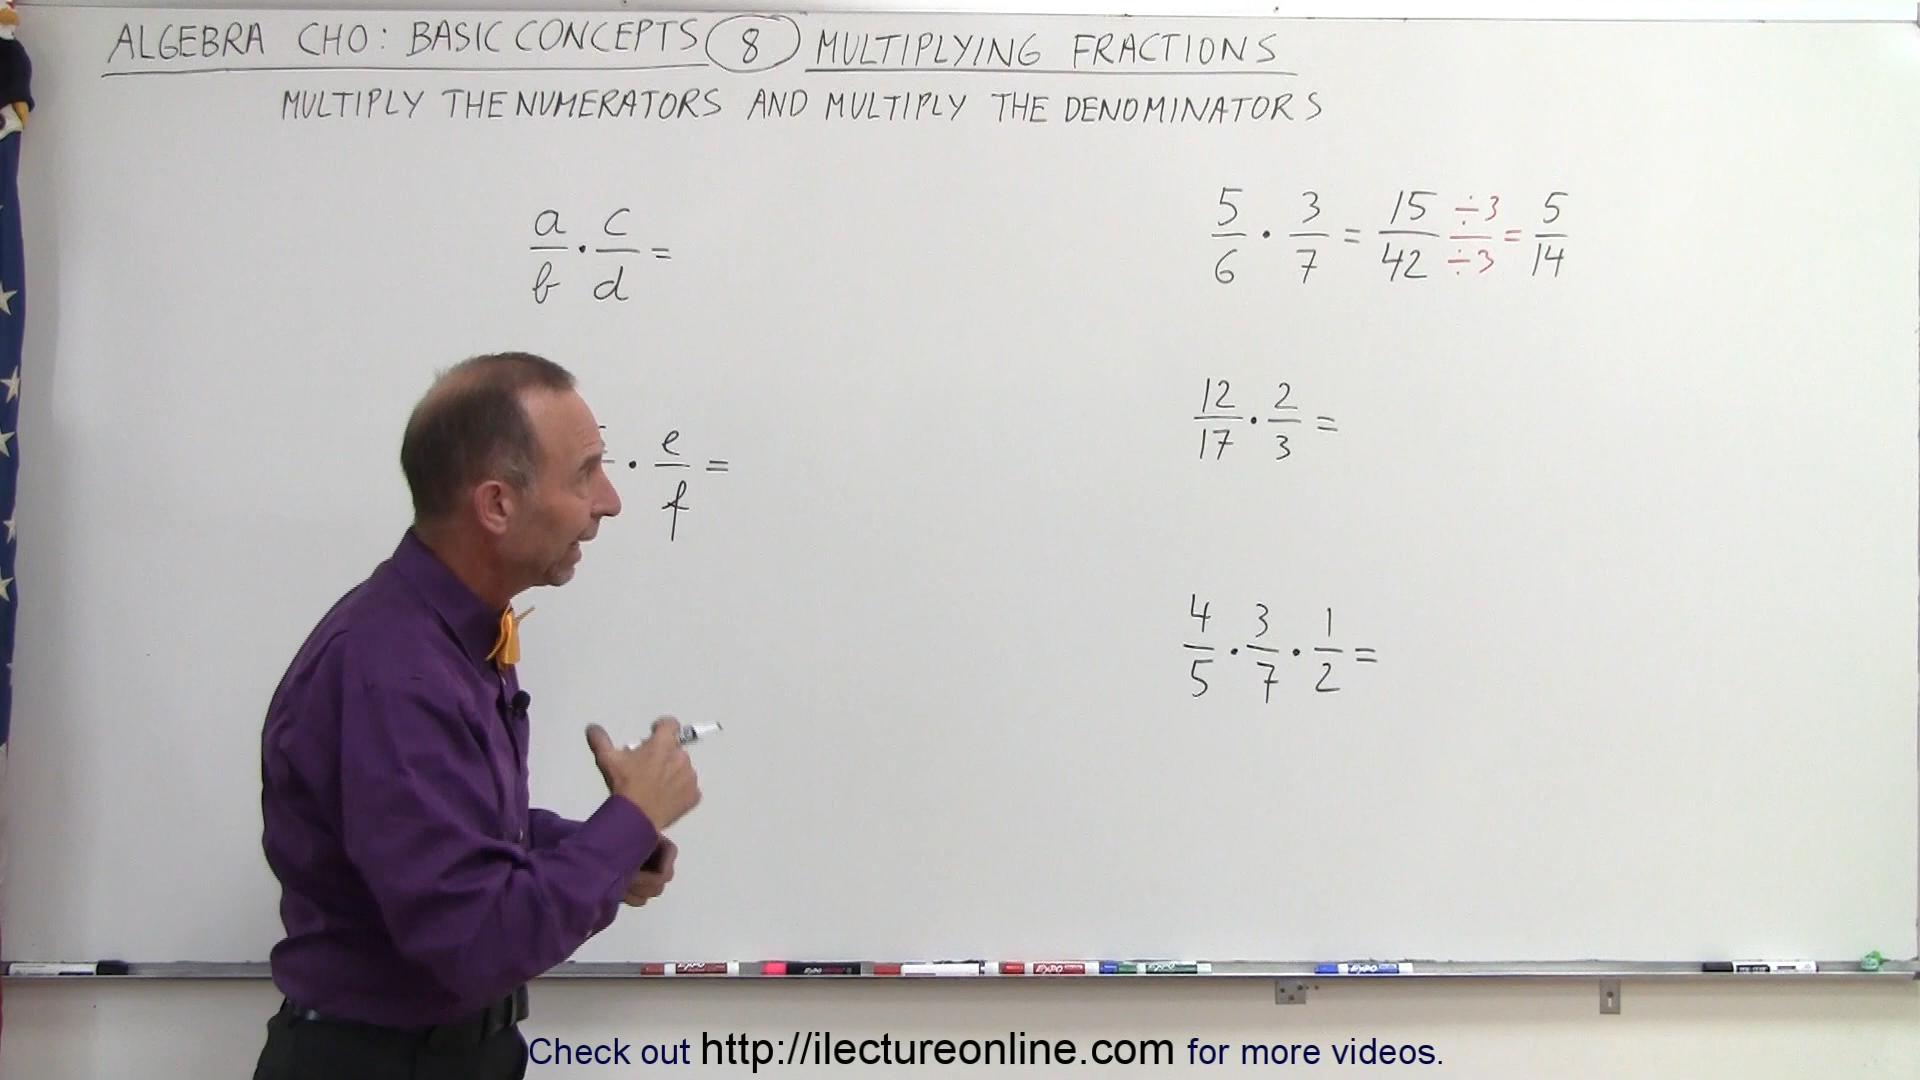 ALGEBRA CHO: BASIC CONCEPTS 8 MULTIPLYING FRACTIONS
MULTIPLY THE NUMERATORS AND MULTIPLY THE DENOMINATORS
a/b · c/d =
· e/f =
5/6 · 3/7 = 15/42 ÷3/÷3 = 5/14
12/17 · 2/3 =
4/5 · 3/7 · 1/2 =
EXPO
Check out http://ilectureonline.com for more videos.